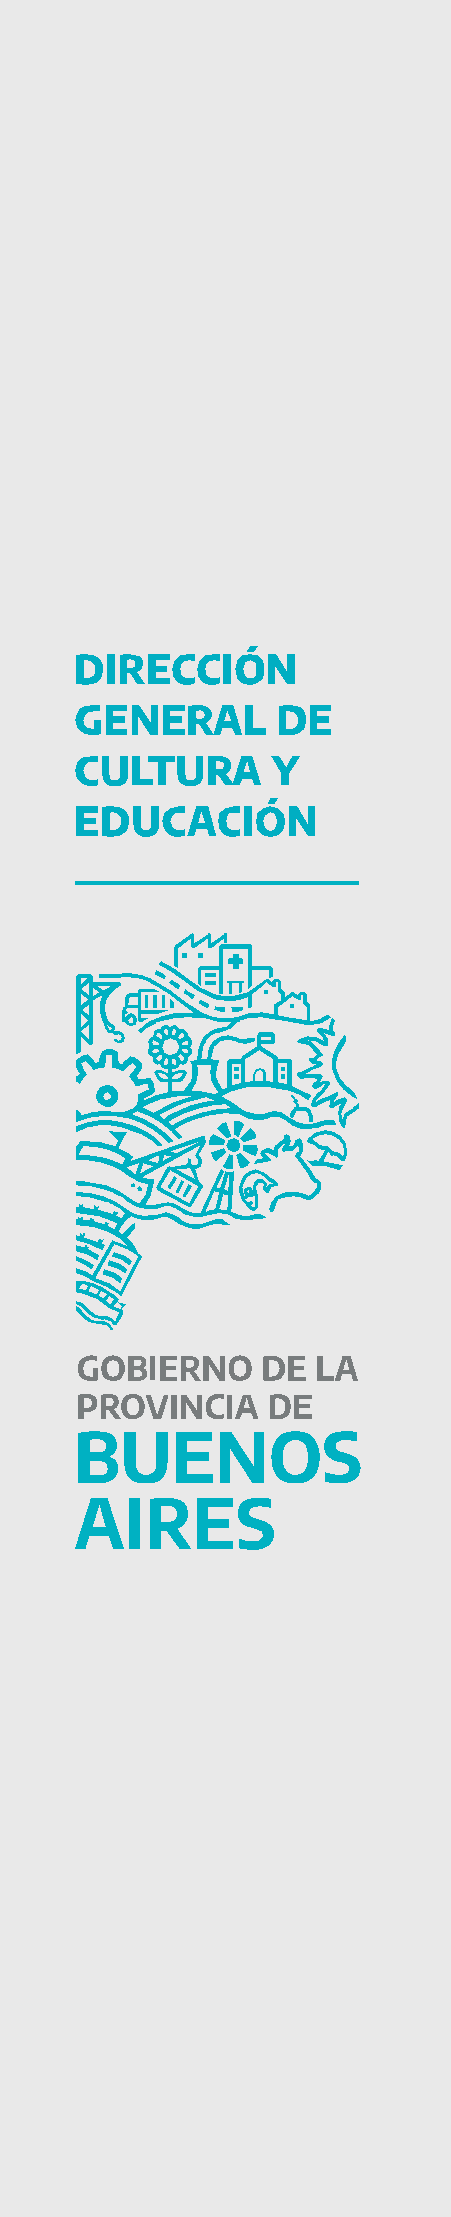 DIRECCIÓN
GENERAL DE
CULTURA Y
EDUCACIÓN
GOBIERNO DE LA
PROVINCIA DE
BUENOS
AIRES